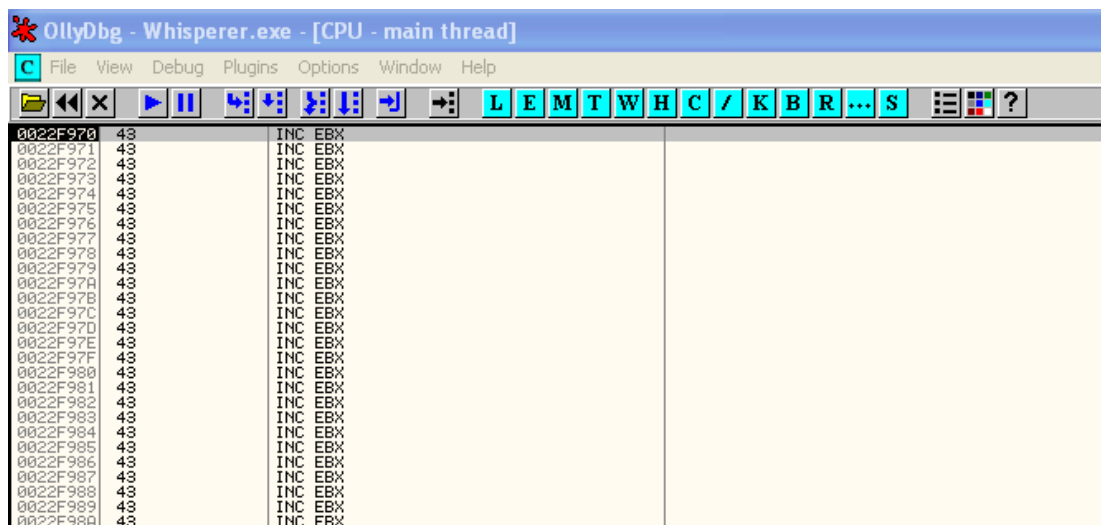 OllyDbg - Whisperer.exe - [CPU - main thread]
C File View Debug Plugins Options Window Help
L E M T W H C / K B R ... S ?
0022F970 43 INC EBX
0022F971 43 INC EBX
0022F972 43 INC EBX
0022F973 43 INC EBX
0022F974 43 INC EBX
0022F975 43 INC EBX
0022F976 43 INC EBX
0022F977 43 INC EBX
0022F978 43 INC EBX
0022F979 43 INC EBX
0022F97A 43 INC EBX
0022F97B 43 INC EBX
0022F97C 43 INC EBX
0022F97D 43 INC EBX
0022F97E 43 INC EBX
0022F97F 43 INC EBX
0022F980 43 INC EBX
0022F981 43 INC EBX
0022F982 43 INC EBX
0022F983 43 INC EBX
0022F984 43 INC EBX
0022F985 43 INC EBX
0022F986 43 INC EBX
0022F987 43 INC EBX
0022F988 43 INC EBX
0022F989 43 INC EBX
0022F98A 43 INC EBX